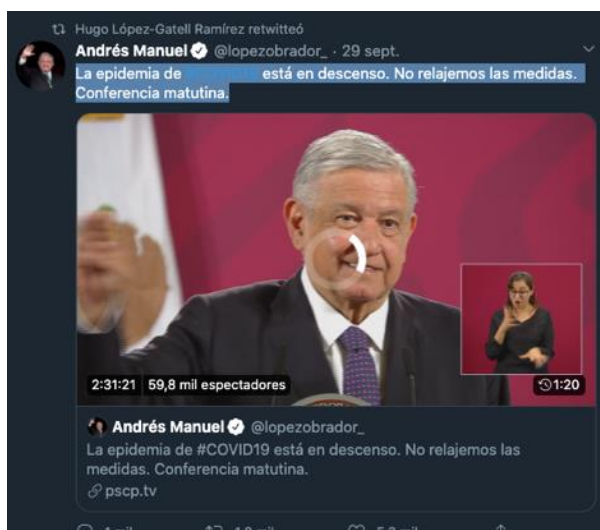 Hugo López-Gatell Ramírez retwitteó
Andrés Manuel @lopezobrador_ · 29 sept.
La epidemia de #COVID19 está en descenso. No relajemos las medidas.
Conferencia matutina.
2:31:21 59,8 mil espectadores
1:20
Andrés Manuel @lopezobrador_
La epidemia de #COVID19 está en descenso. No relajemos las
medidas. Conferencia matutina.
pscp.tv